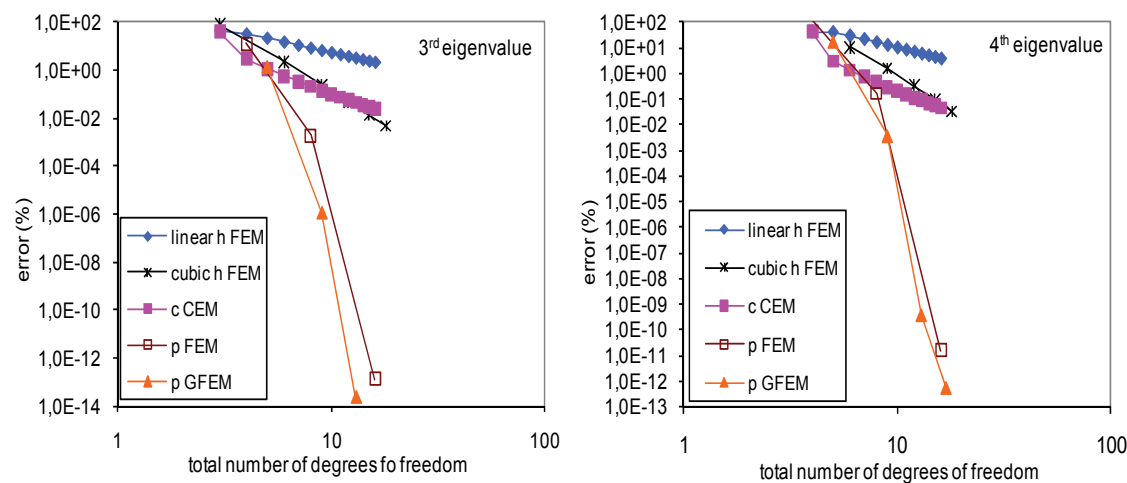 3rd eigenvalue
error (%)
1,0E+02
1,0E+00
1,0E-02
1,0E-04
1,0E-06
1,0E-08
1,0E-10
1,0E-12
1,0E-14
linear h FEM
cubic h FEM
c CEM
p FEM
p GFEM
1
10
100
total number of degrees fo freedom
4th eigenvalue
error (%)
1,0E+02
1,0E+01
1,0E+00
1,0E-01
1,0E-02
1,0E-03
1,0E-04
1,0E-05
1,0E-06
1,0E-07
1,0E-08
1,0E-09
1,0E-10
1,0E-11
1,0E-12
1,0E-13
linear h FEM
cubic h FEM
c CEM
p FEM
p GFEM
1
10
100
total number of degrees of freedom